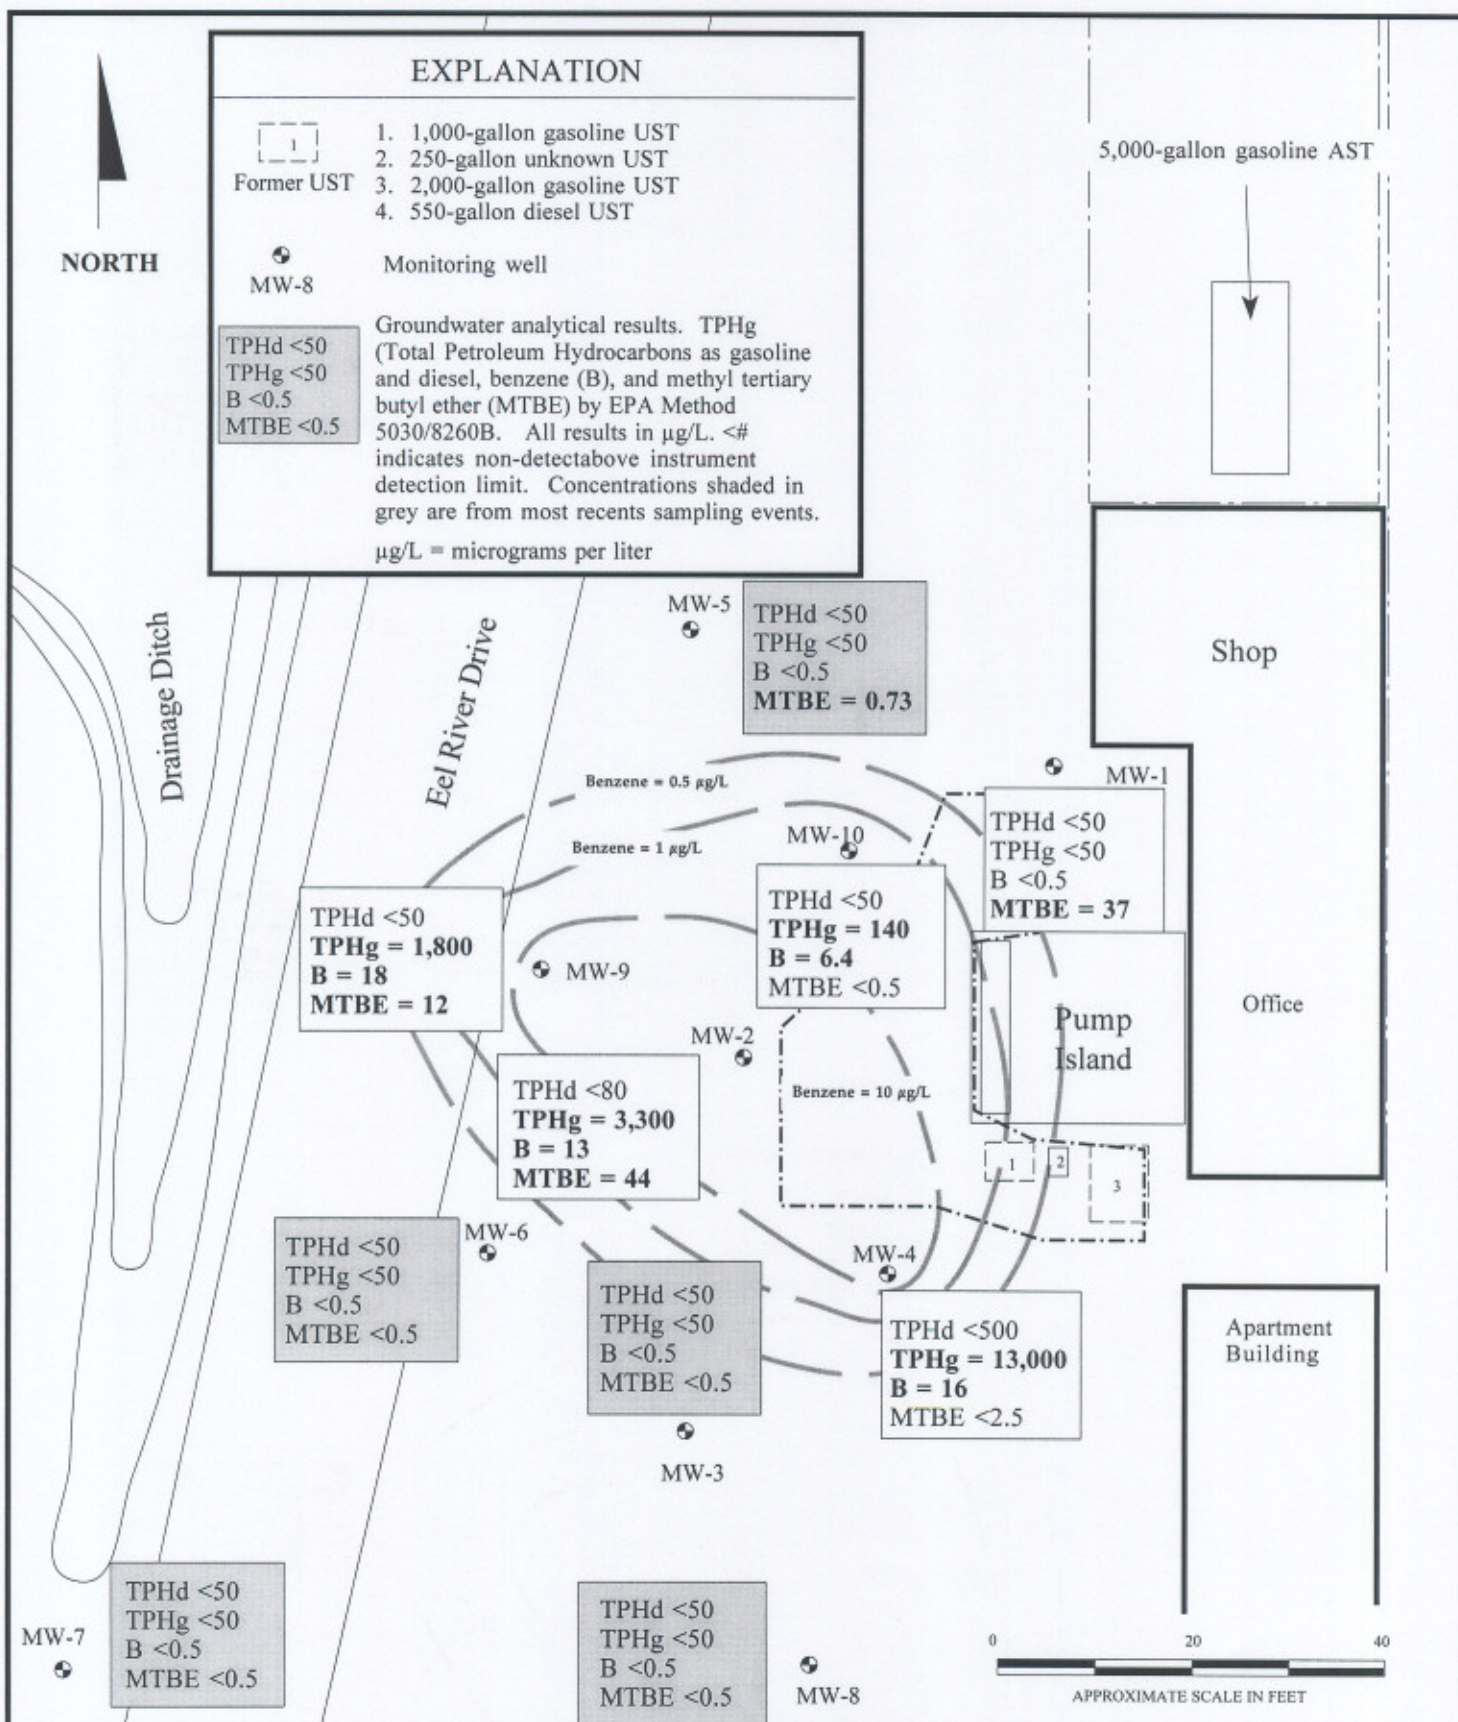 EXPLANATION
1
Former UST
1. 1,000-gallon gasoline UST
2. 250-gallon unknown UST
3. 2,000-gallon gasoline UST
4. 550-gallon diesel UST
MW-8
Monitoring well
TPHd <50
TPHg <50
B <0.5
MTBE <0.5
Groundwater analytical results. TPHg
(Total Petroleum Hydrocarbons as gasoline
and diesel, benzene (B), and methyl tertiary
butyl ether (MTBE) by EPA Method
5030/8260B. All results in µg/L. <#
indicates non-detectabove instrument
detection limit. Concentrations shaded in
grey are from most recents sampling events.
µg/L = micrograms per liter
NORTH
5,000-gallon gasoline AST
Drainage Ditch
Eel River Drive
MW-5
TPHd <50
TPHg <50
B <0.5
MTBE = 0.73
Shop
Benzene = 0.5 µg/L
MW-1
TPHd <50
TPHg <50
B <0.5
MTBE = 37
Benzene = 1 µg/L
MW-10
TPHd <50
TPHg = 140
B = 6.4
MTBE <0.5
TPHd <50
TPHg = 1,800
B = 18
MTBE = 12
MW-9
Office
Pump
Island
MW-2
TPHd <80
TPHg = 3,300
B = 13
MTBE = 44
Benzene = 10 µg/L
1
2
3
MW-6
TPHd <50
TPHg <50
B <0.5
MTBE <0.5
MW-4
TPHd <50
TPHg <50
B <0.5
MTBE <0.5
MW-3
TPHd <500
TPHg = 13,000
B = 16
MTBE <2.5
Apartment
Building
MW-7
TPHd <50
TPHg <50
B <0.5
MTBE <0.5
TPHd <50
TPHg <50
B <0.5
MTBE <0.5
MW-8
0 20 40
APPROXIMATE SCALE IN FEET